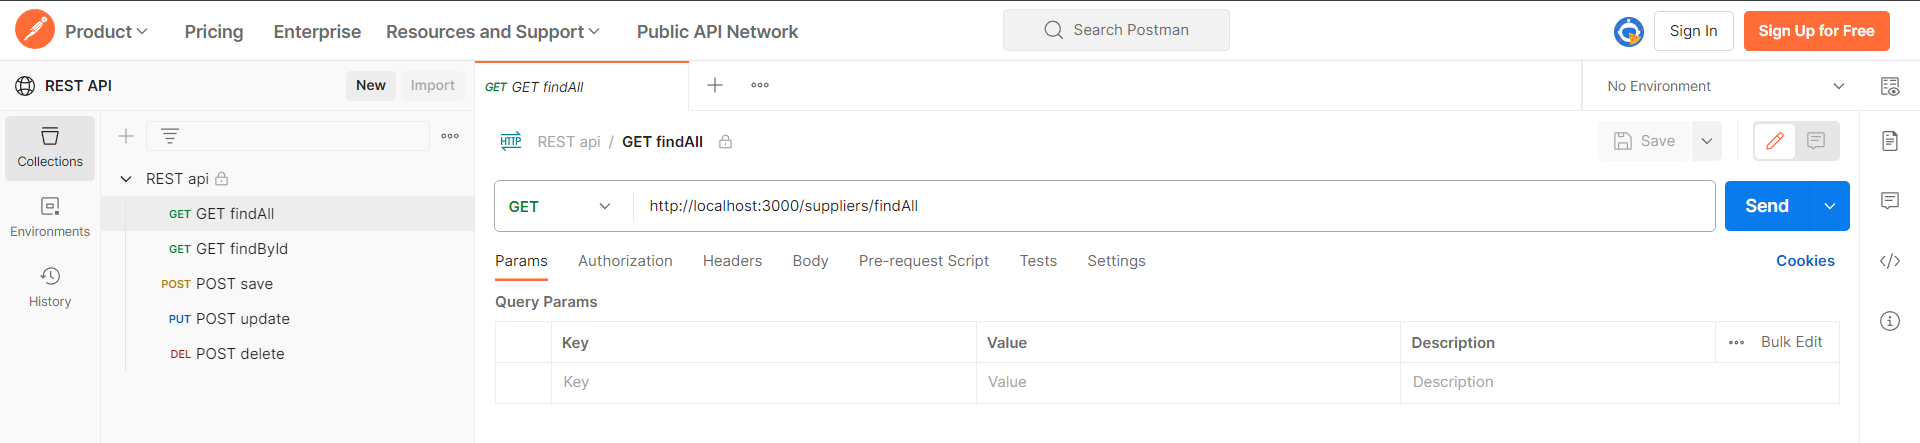 Product Pricing Enterprise Resources and Support Public API Network Search Postman Sign In Sign Up for Free
REST API New Import GET GET findAll No Environment
Collections
Environments
History
REST api
GET GET findAll
GET GET findById
POST POST save
PUT POST update
DEL POST delete
HTTP REST api / GET findAll Save
GET http://localhost:3000/suppliers/findAll Send
Params Authorization Headers Body Pre-request Script Tests Settings Cookies
Query Params
Key Value Description Bulk Edit
Key Value Description